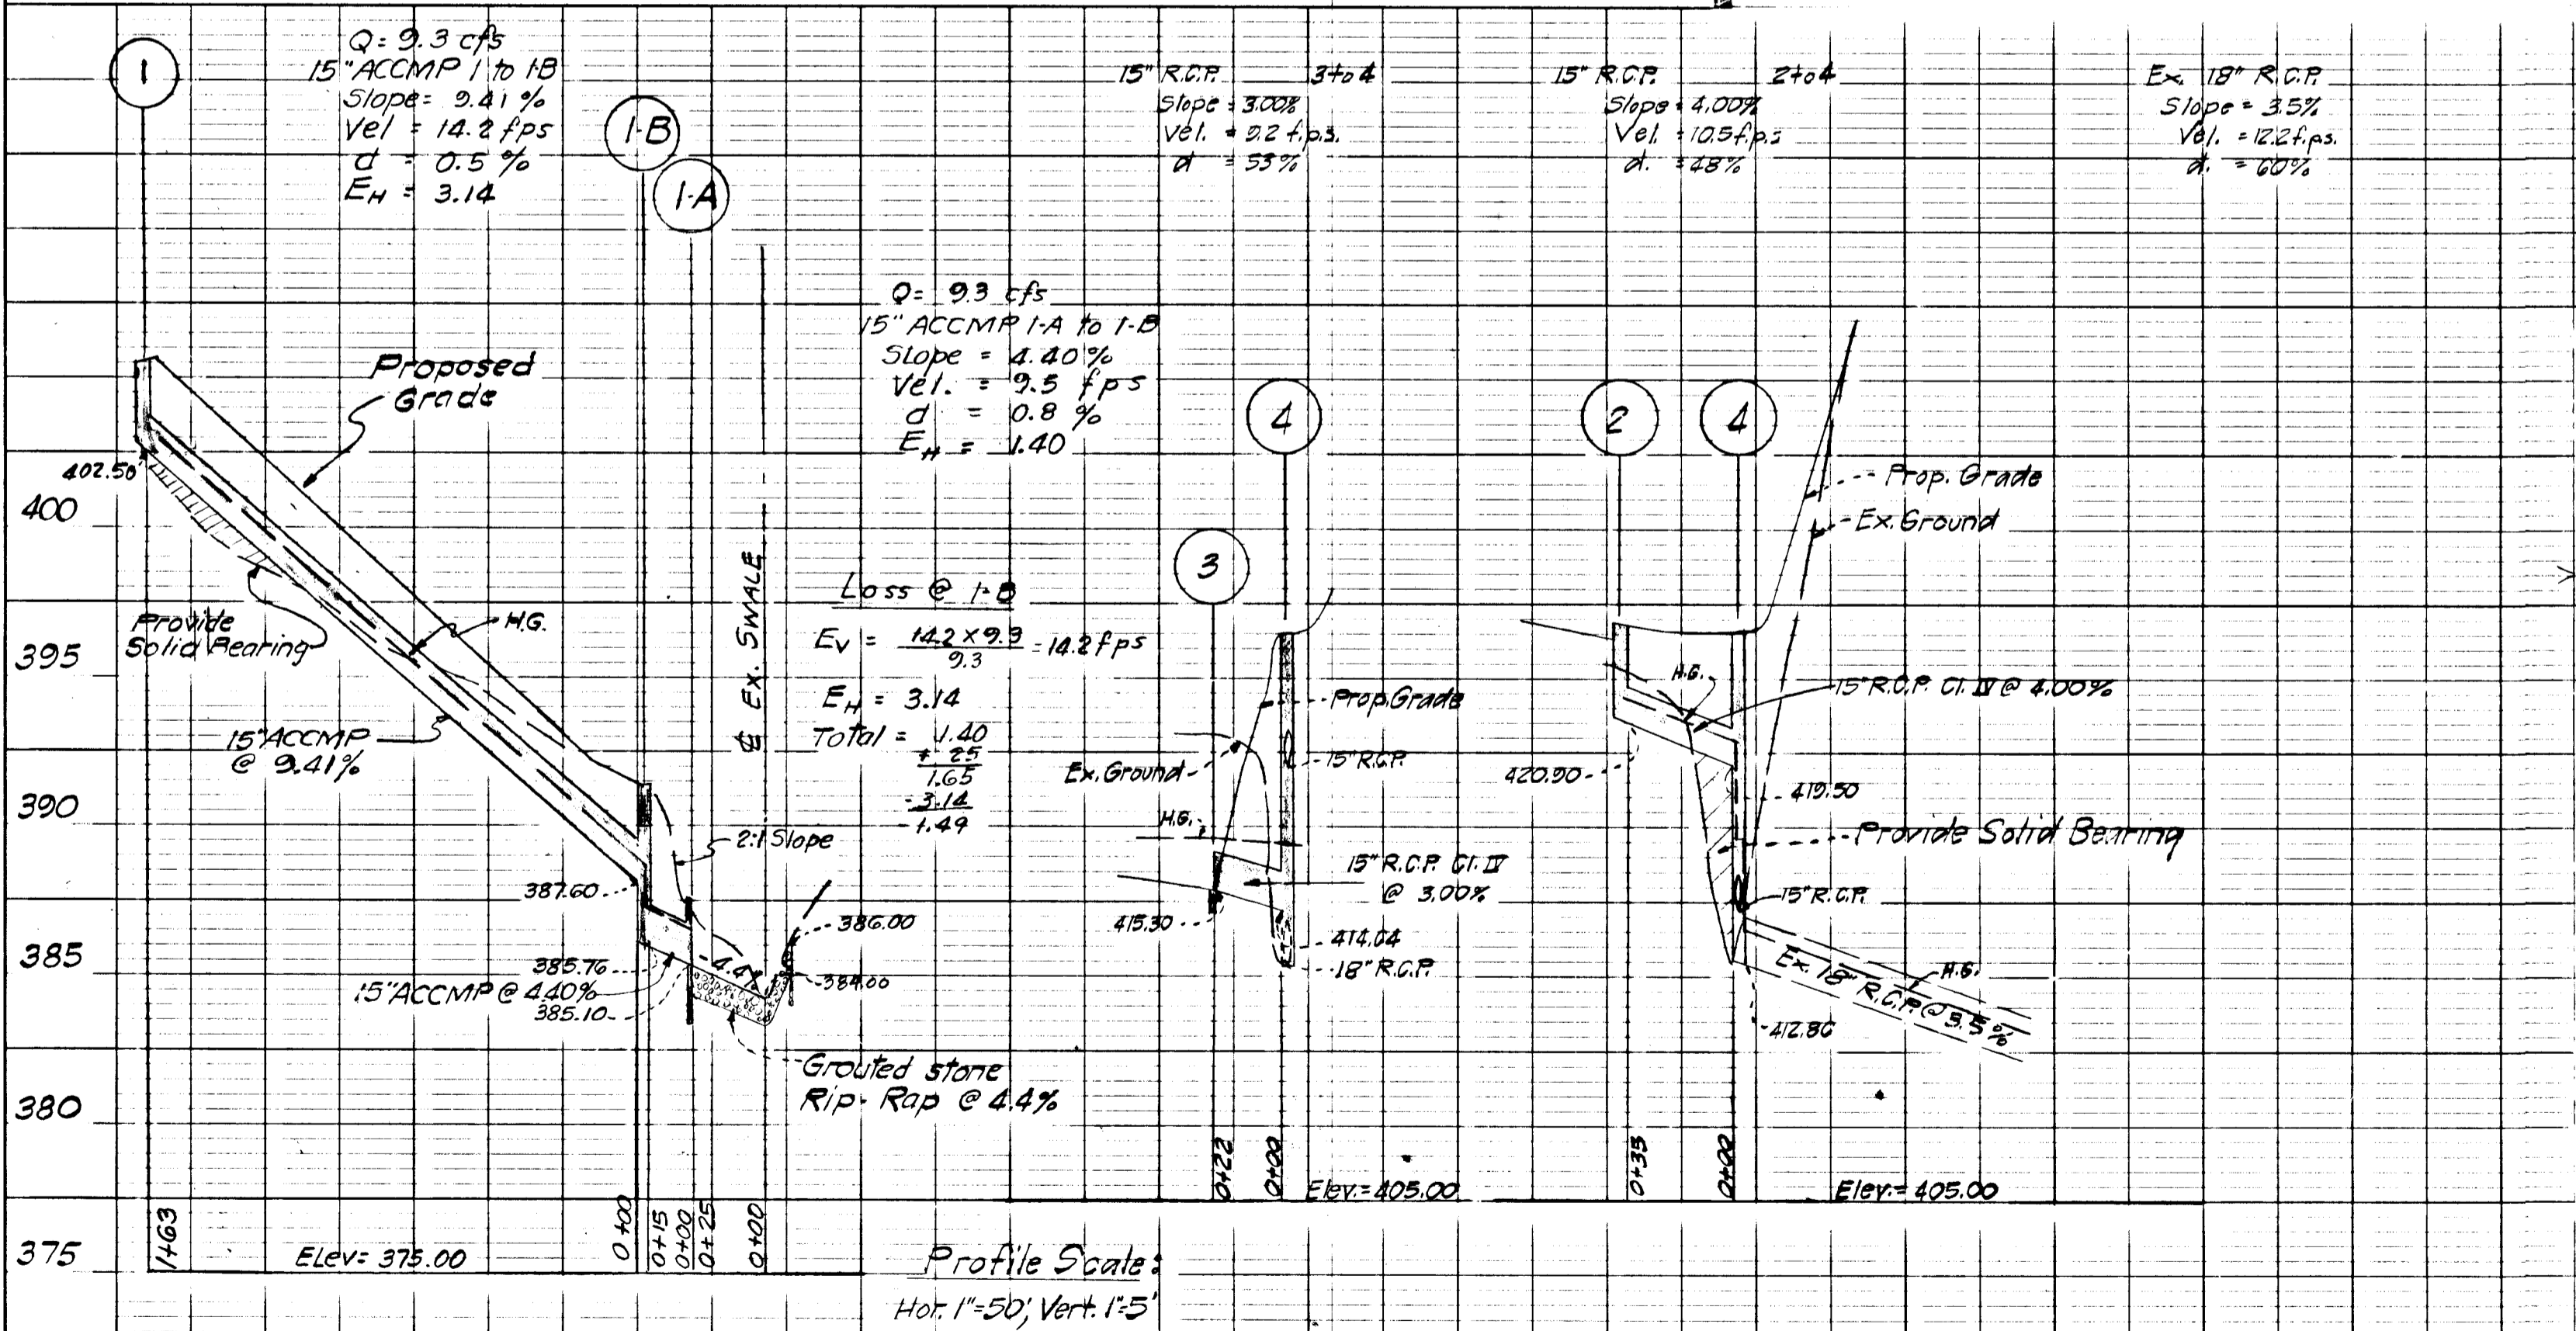 1
Q= 9.3 cfs
15" ACCMP 1 to 1-B
Slope= 9.41 %
Vel = 14.2 fps
d = 0.5 %
EH = 3.14
1-B
1-A
15" R.C.P. 3 to 4
Slope = 3.00%
Vel. = 9.2 f.p.s.
d = 53%
15" R.C.P. 2 to 4
Slope = 4.00%
Vel. = 10.5 f.p.s
d. = 48%
Ex. 18" R.C.P.
Slope = 3.5%
Vel. = 12.2 f.p.s.
d. = 60%
Q= 9.3 cfs
15" ACCMP 1-A to 1-B
Slope = 4.40%
Vel. = 9.5 fps
d = 0.8 %
EH = 1.40
Proposed
Grade
402.50
400
395
390
385
380
375
Provide
Solid Bearing
H.G.
15" ACCMP
@ 9.41%
℄ EX. SWALE
Loss @ 1-B
Ev = 14.2 x 9.3 = 14.2 fps
9.3
EH = 3.14
Total = 1.40
+ .25
1.65
- 3.14
- 1.49
2:1 Slope
387.60
385.76
15" ACCMP @ 4.40%
385.10
4.4%
386.00
384.00
Grouted stone
Rip-Rap @ 4.4%
1+63
0+00
0+15
0+00
0+25
0+00
Elev= 375.00
3
4
Prop. Grade
Ex. Ground
15" R.C.P.
H.G.
15" R.C.P. Cl. IV
@ 3.00%
415.30
414.64
18" R.C.P.
0+22
0+00
Elev.= 405.00
2
4
Prop. Grade
Ex. Ground
H.G.
15" R.C.P. Cl. IV @ 4.00%
420.90
419.50
Provide Solid Bearing
15" R.C.P.
H.G.
Ex. 18" R.C.P. @ 3.5%
412.80
0+35
0+00
Elev.= 405.00
Profile Scale:
Hor. 1"=50', Vert. 1"=5'